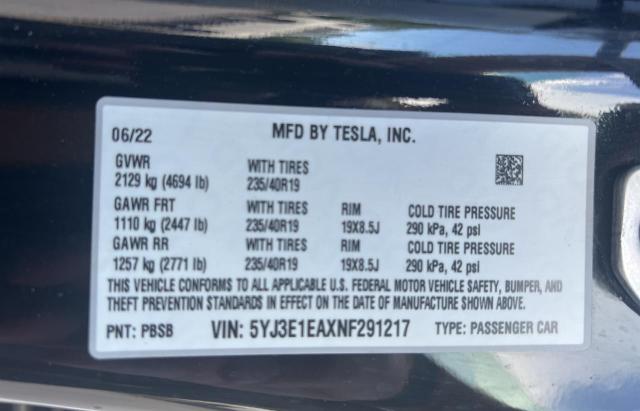 06/22 MFD BY TESLA, INC.
GVWR WITH TIRES
2129 kg (4694 lb) 235/40R19
GAWR FRT WITH TIRES RIM COLD TIRE PRESSURE
1110 kg (2447 lb) 235/40R19 19X8.5J 290 kPa, 42 psi
GAWR RR WITH TIRES RIM COLD TIRE PRESSURE
1257 kg (2771 lb) 235/40R19 19X8.5J 290 kPa, 42 psi
THIS VEHICLE CONFORMS TO ALL APPLICABLE U.S. FEDERAL MOTOR VEHICLE SAFETY, BUMPER, AND
THEFT PREVENTION STANDARDS IN EFFECT ON THE DATE OF MANUFACTURE SHOWN ABOVE.
PNT: PBSB VIN: 5YJ3E1EAXNF291217 TYPE: PASSENGER CAR